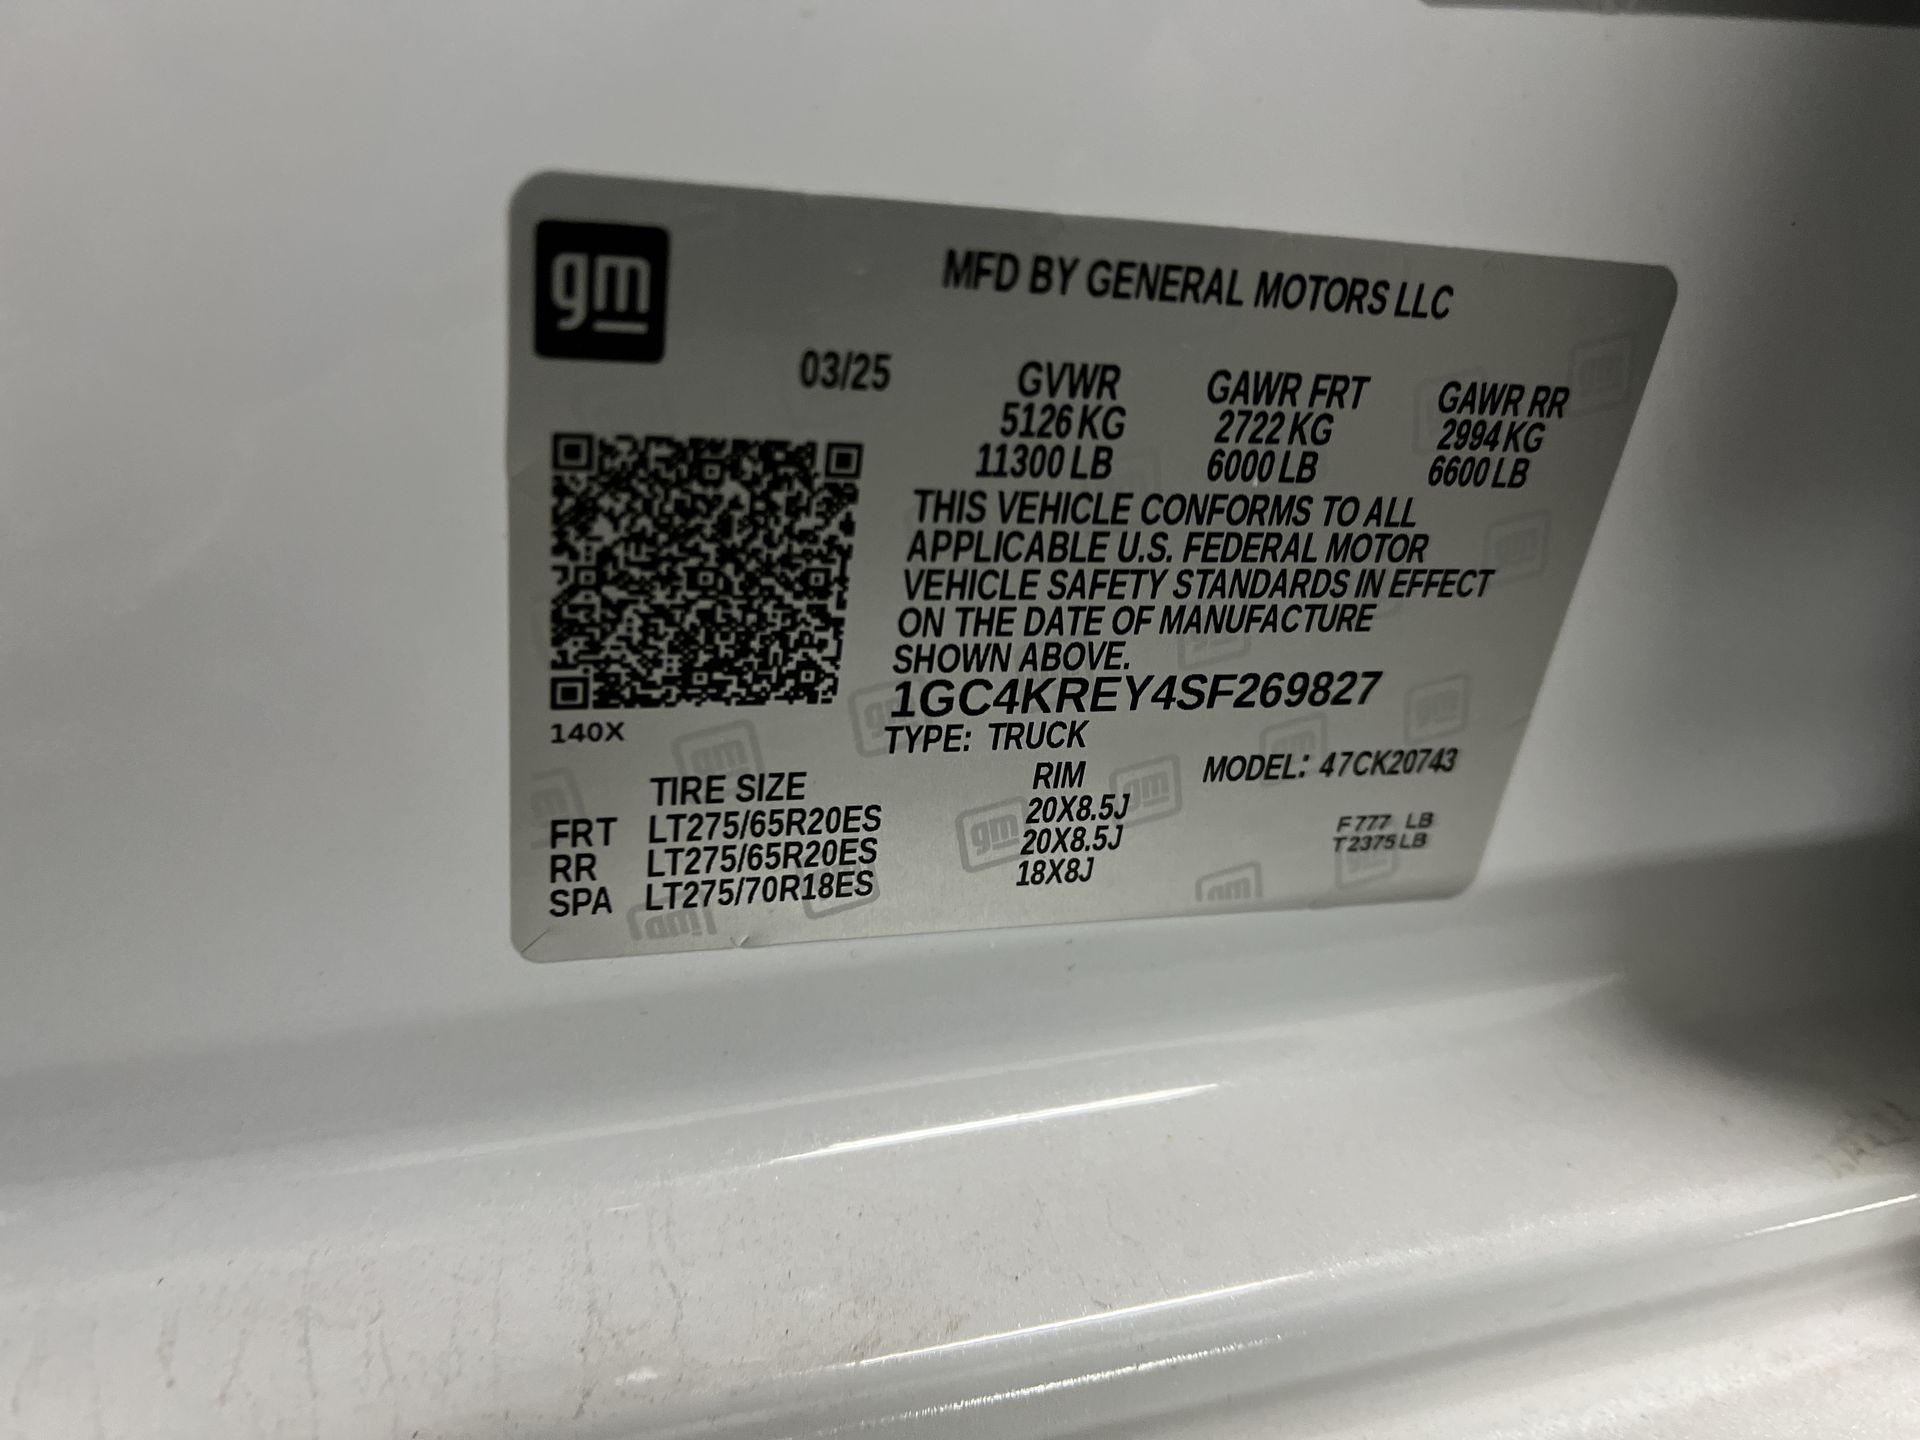 gm
MFD BY GENERAL MOTORS LLC
03/25
GVWR GAWR FRT GAWR RR
5126 KG 2722 KG 2994 KG
11300 LB 6000 LB 6600 LB
THIS VEHICLE CONFORMS TO ALL
APPLICABLE U.S. FEDERAL MOTOR
VEHICLE SAFETY STANDARDS IN EFFECT
ON THE DATE OF MANUFACTURE
SHOWN ABOVE.
1GC4KREY4SF269827
140X
TYPE: TRUCK
MODEL: 47CK20743
TIRE SIZE RIM
FRT LT275/65R20ES 20X8.5J
RR LT275/65R20ES 20X8.5J
SPA LT275/70R18ES 18X8J
F777 LB
T2375LB